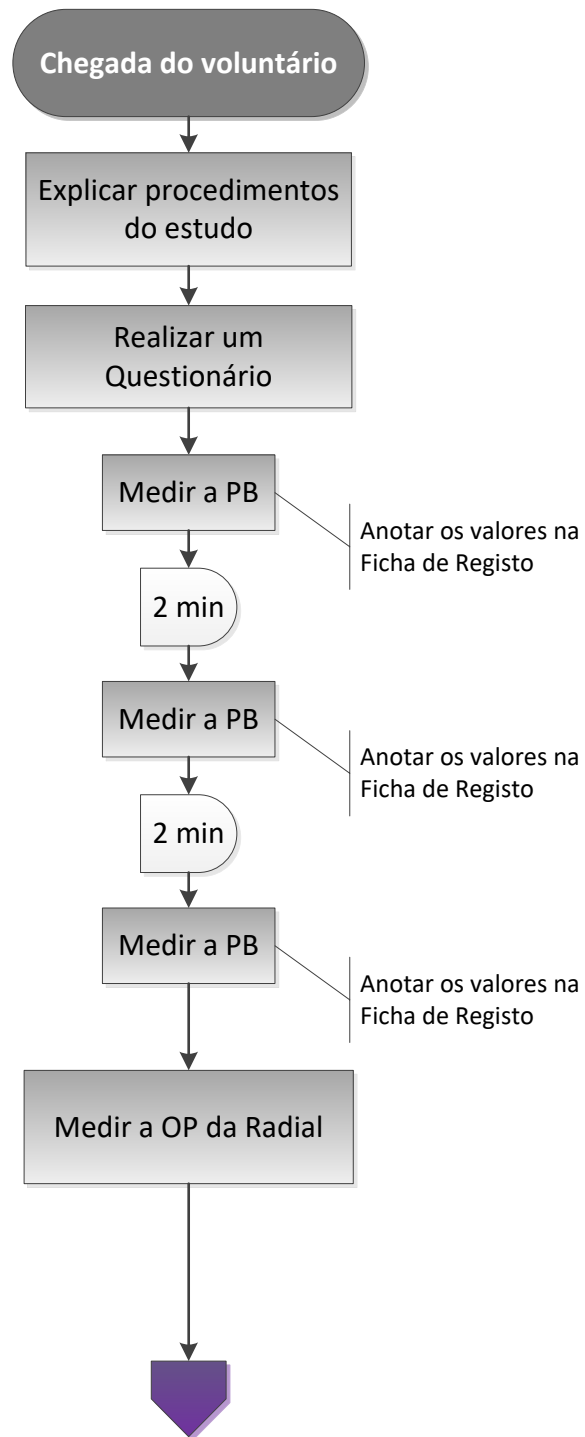 Chegada do voluntário
Explicar procedimentos
do estudo
Realizar um
Questionário
Medir a PB
Anotar os valores na
Ficha de Registo
2 min
Medir a PB
Anotar os valores na
Ficha de Registo
2 min
Medir a PB
Anotar os valores na
Ficha de Registo
Medir a OP da Radial